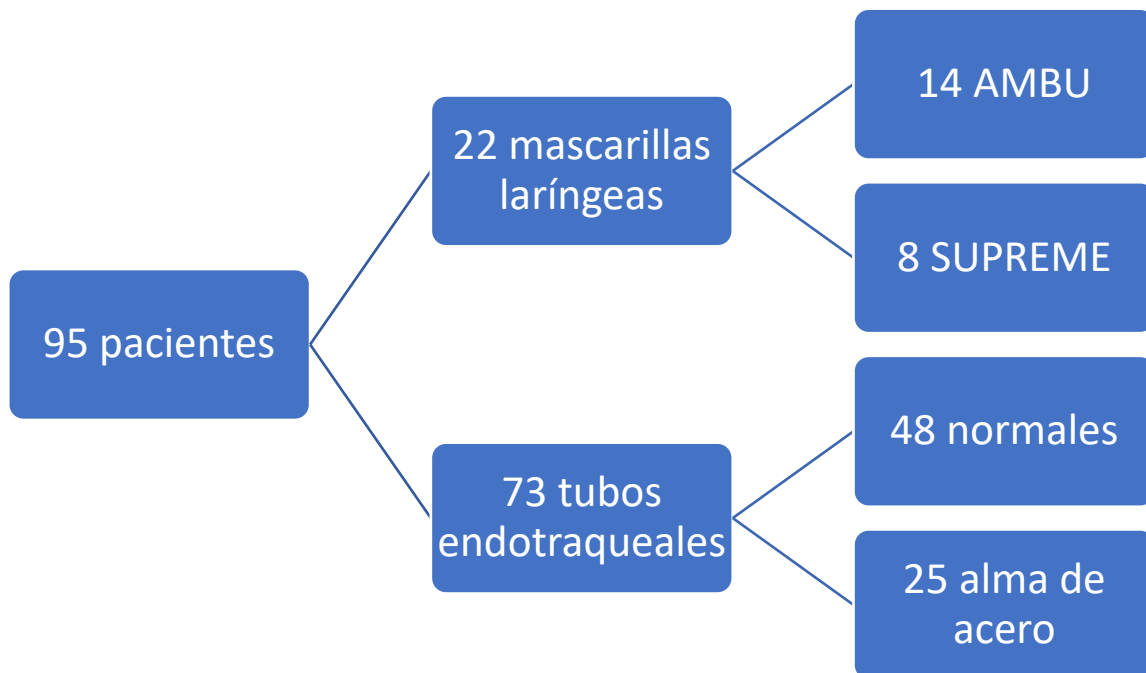 95 pacientes
22 mascarillas
laríngeas
14 AMBU
8 SUPREME
73 tubos
endotraqueales
48 normales
25 alma de
acero